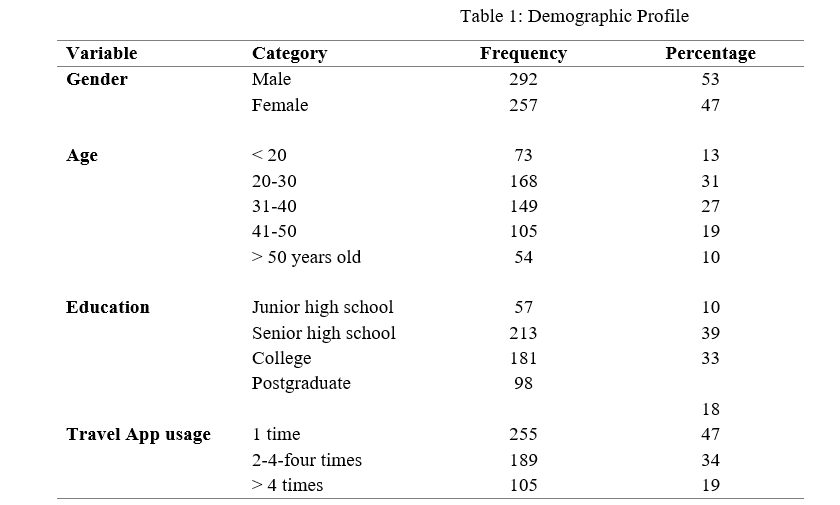 Table 1: Demographic Profile
Variable Category Frequency Percentage
Gender Male 292 53
Female 257 47
Age < 20 73 13
20-30 168 31
31-40 149 27
41-50 105 19
> 50 years old 54 10
Education Junior high school 57 10
Senior high school 213 39
College 181 33
Postgraduate 98
18
Travel App usage 1 time 255 47
2-4-four times 189 34
> 4 times 105 19